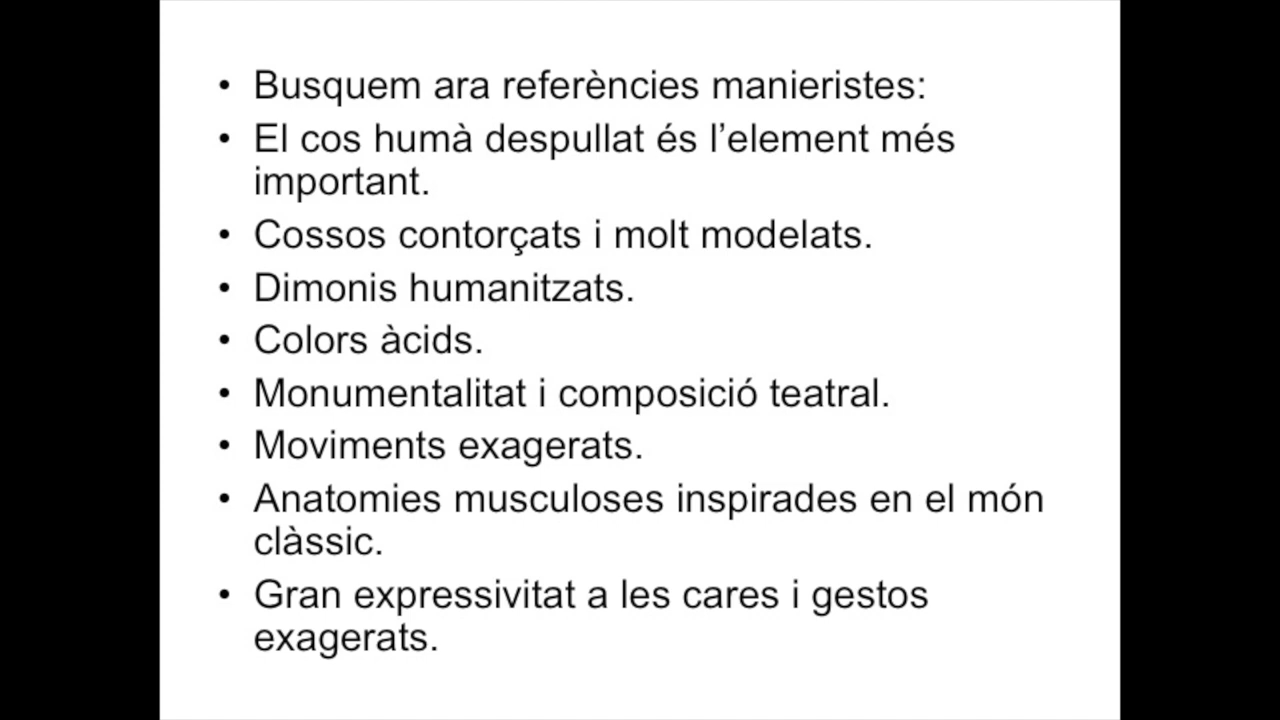 • Busquem ara referències manieristes:
• El cos humà despullat és l’element més
important.
• Cossos contorçats i molt modelats.
• Dimonis humanitzats.
• Colors àcids.
• Monumentalitat i composició teatral.
• Moviments exagerats.
• Anatomies musculoses inspirades en el món
clàssic.
• Gran expressivitat a les cares i gestos
exagerats.